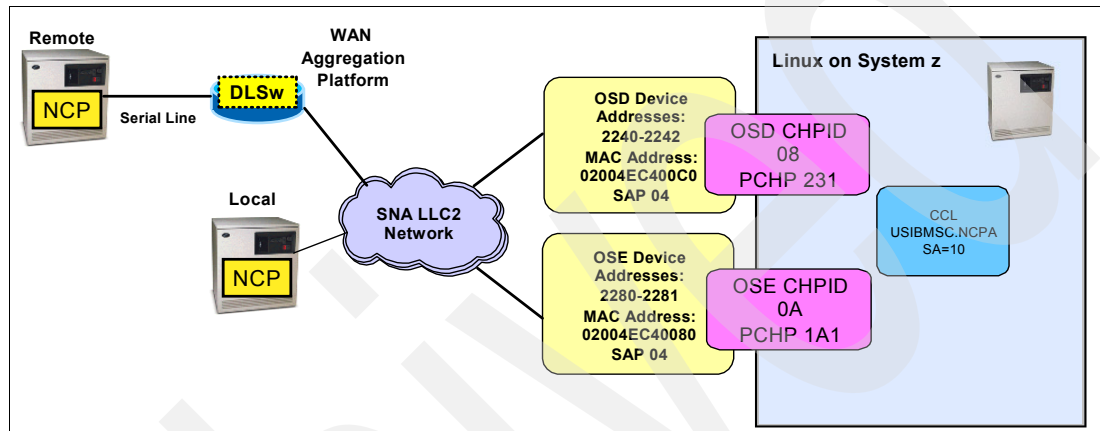 Remote
NCP
Serial Line
DLSw
WAN
Aggregation
Platform
Local
NCP
SNA LLC2
Network
OSD Device
Addresses:
2240-2242
MAC Address:
02004EC400C0
SAP 04
OSE Device
Addresses:
2280-2281
MAC Address:
02004EC40080
SAP 04
Linux on System z
OSD CHPID
08
PCHP 231
OSE CHPID
0A
PCHP 1A1
CCL
USIBMSC.NCPA
SA=10